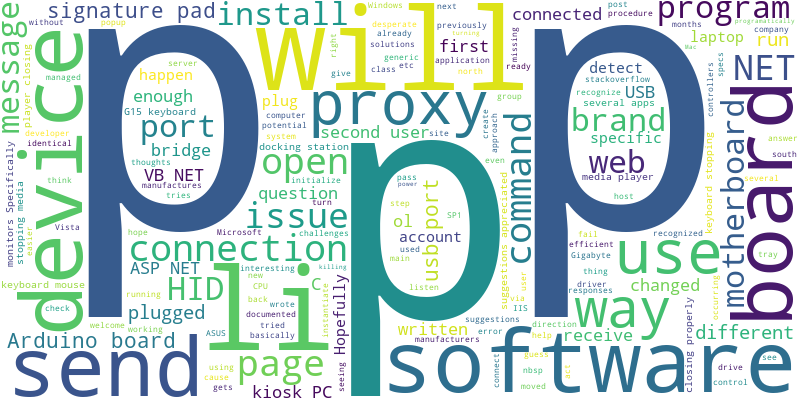 p
p
p
will
li
software
board
device
send
use
way
proxy
issue
connection
page
open
web
brand
port
HID
NET
program
install
message
command
motherboard
signature pad
without
popup
managed
player closing
developer
identical
monitors Specifically
stopping media
easier
think
Vista
keyboard mouse
check
server
happen
enough
G15 keyboard
bridge
thoughts
VB NET
manufactures
tries
hope
ASP NET
Microsoft
running
interesting
plugged
welcome
working
Arduino board
ASUS
using
cause
gets
kiosk PC
plug
computer
potential
system
docking station
second user
site
question
initialize
turn
challenges
killing
C
new
CPU
back
wrote
documented
tried
basically
instantiate
Hopefully
seeing
Windows
desperate
already
solutions
generic
class
etc
right
give
next
previously
first
application
missing
ready
north
turning
group
create
approach
even
pass
power
step
SP1
ol
account
used
main
listen
usb port
suggestions appreciated
written
manufacturers
suggestions
error
connect
user
via
IIS
direction
help
guess
nbsp
moved
act
connected
post
procedure
months
company
laptop
run
programatically
Mac
detect
stackoverflow
recognize
USB
several apps
specific
media player
host
specs
controllers
keyboard stopping
answer
south
several
tray
occurring
fail
recognized
efficient
Gigabyte
thing
driver
responses
changed
receive
different
closing properly
drive
control
see